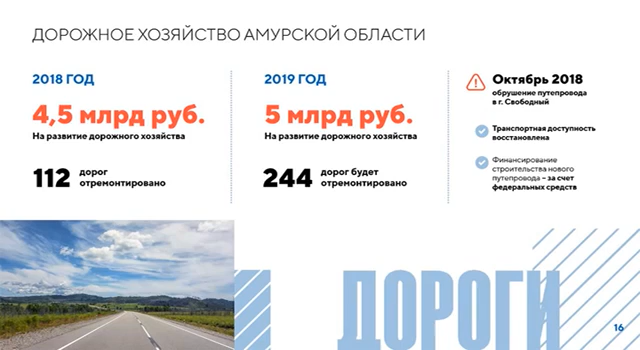 ДОРОЖНОЕ ХОЗЯЙСТВО АМУРСКОЙ ОБЛАСТИ
2018 ГОД
4,5 млрд руб.
На развитие дорожного хозяйства
112 дорог
отремонтировано
2019 ГОД
5 млрд руб.
На развитие дорожного хозяйства
244 дорог будет
отремонтировано
Октябрь 2018
обрушение путепровода
в г. Свободный
Транспортная доступность
восстановлена
Финансирование
строительства нового
путепровода – за счет
федеральных средств
ДОРОГИ
16